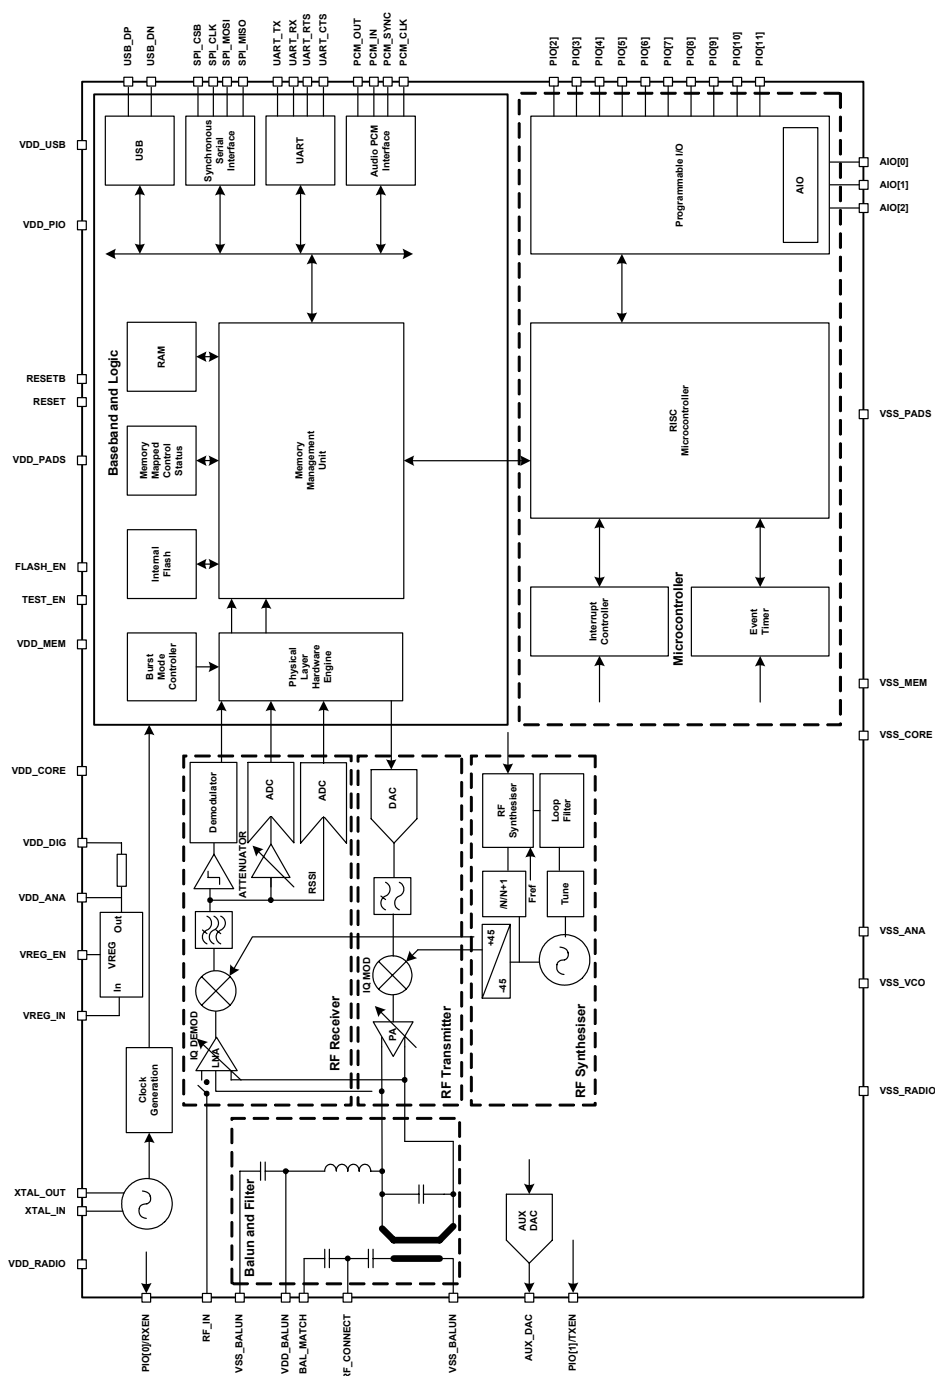 USB_DP
USB_DN
SPI_CSB
SPI_CLK
SPI_MOSI
SPI_MISO
UART_TX
UART_RX
UART_RTS
UART_CTS
PCM_OUT
PCM_IN
PCM_SYNC
PCM_CLK
PIO[2]
PIO[3]
PIO[4]
PIO[5]
PIO[6]
PIO[7]
PIO[8]
PIO[9]
PIO[10]
PIO[11]
VDD_USB
VDD_PIO
RESETB
RESET
VDD_PADS
FLASH_EN
TEST_EN
VDD_MEM
VDD_CORE
VDD_DIG
VDD_ANA
VREG_EN
VREG_IN
XTAL_OUT
XTAL_IN
VDD_RADIO
USB
Synchronous
Serial
Interface
UART
Audio PCM
Interface
Baseband and Logic
RAM
Memory
Mapped
Control
Status
Internal
Flash
Burst
Mode
Controller
Memory
Management
Unit
Physical
Layer
Hardware
Engine
Programmable I/O
AIO
RISC
Microcontroller
Interrupt
Controller
Event
Timer
Microcontroller
AIO[0]
AIO[1]
AIO[2]
VSS_PADS
VSS_MEM
VSS_CORE
VSS_ANA
VSS_VCO
VSS_RADIO
Out
VREG
In
Clock
Generation
Demodulator
ADC
ADC
ATTENUATOR
RSSI
IQ DEMOD
LNA
RF Receiver
DAC
IQ MOD
PA
RF Transmitter
RF
Synthesiser
Loop
Filter
/N/N+1
Fref
Tune
+45
-45
RF Synthesiser
Balun and Filter
AUX
DAC
PIO[0]/RXEN
RF_IN
VSS_BALUN
VDD_BALUN
BAL_MATCH
RF_CONNECT
VSS_BALUN
AUX_DAC
PIO[1]/TXEN